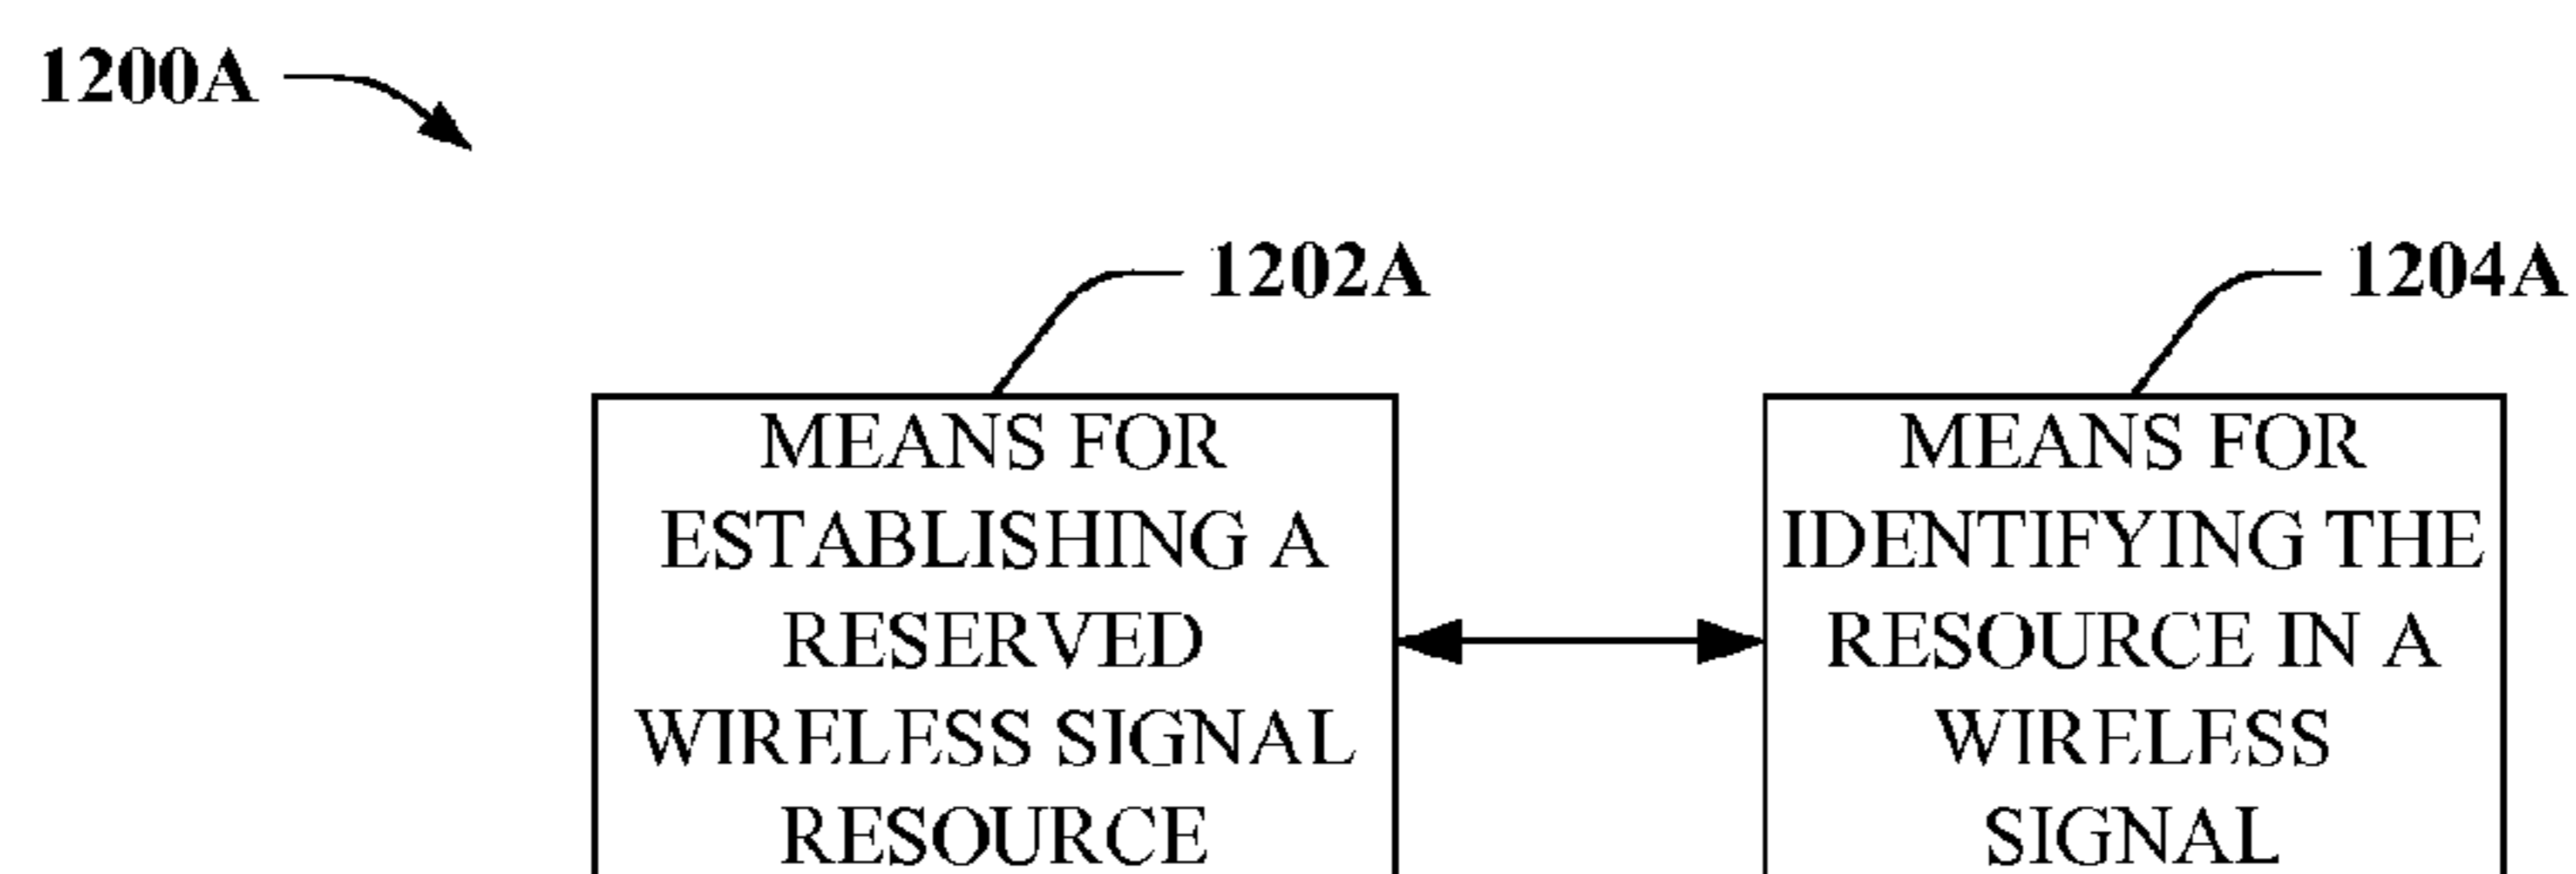 1200A
1202A
1204A
MEANS FOR
ESTABLISHING A
RESERVED
WIRELESS SIGNAL
RESOURCE
MEANS FOR
IDENTIFYING THE
RESOURCE IN A
WIRELESS
SIGNAL